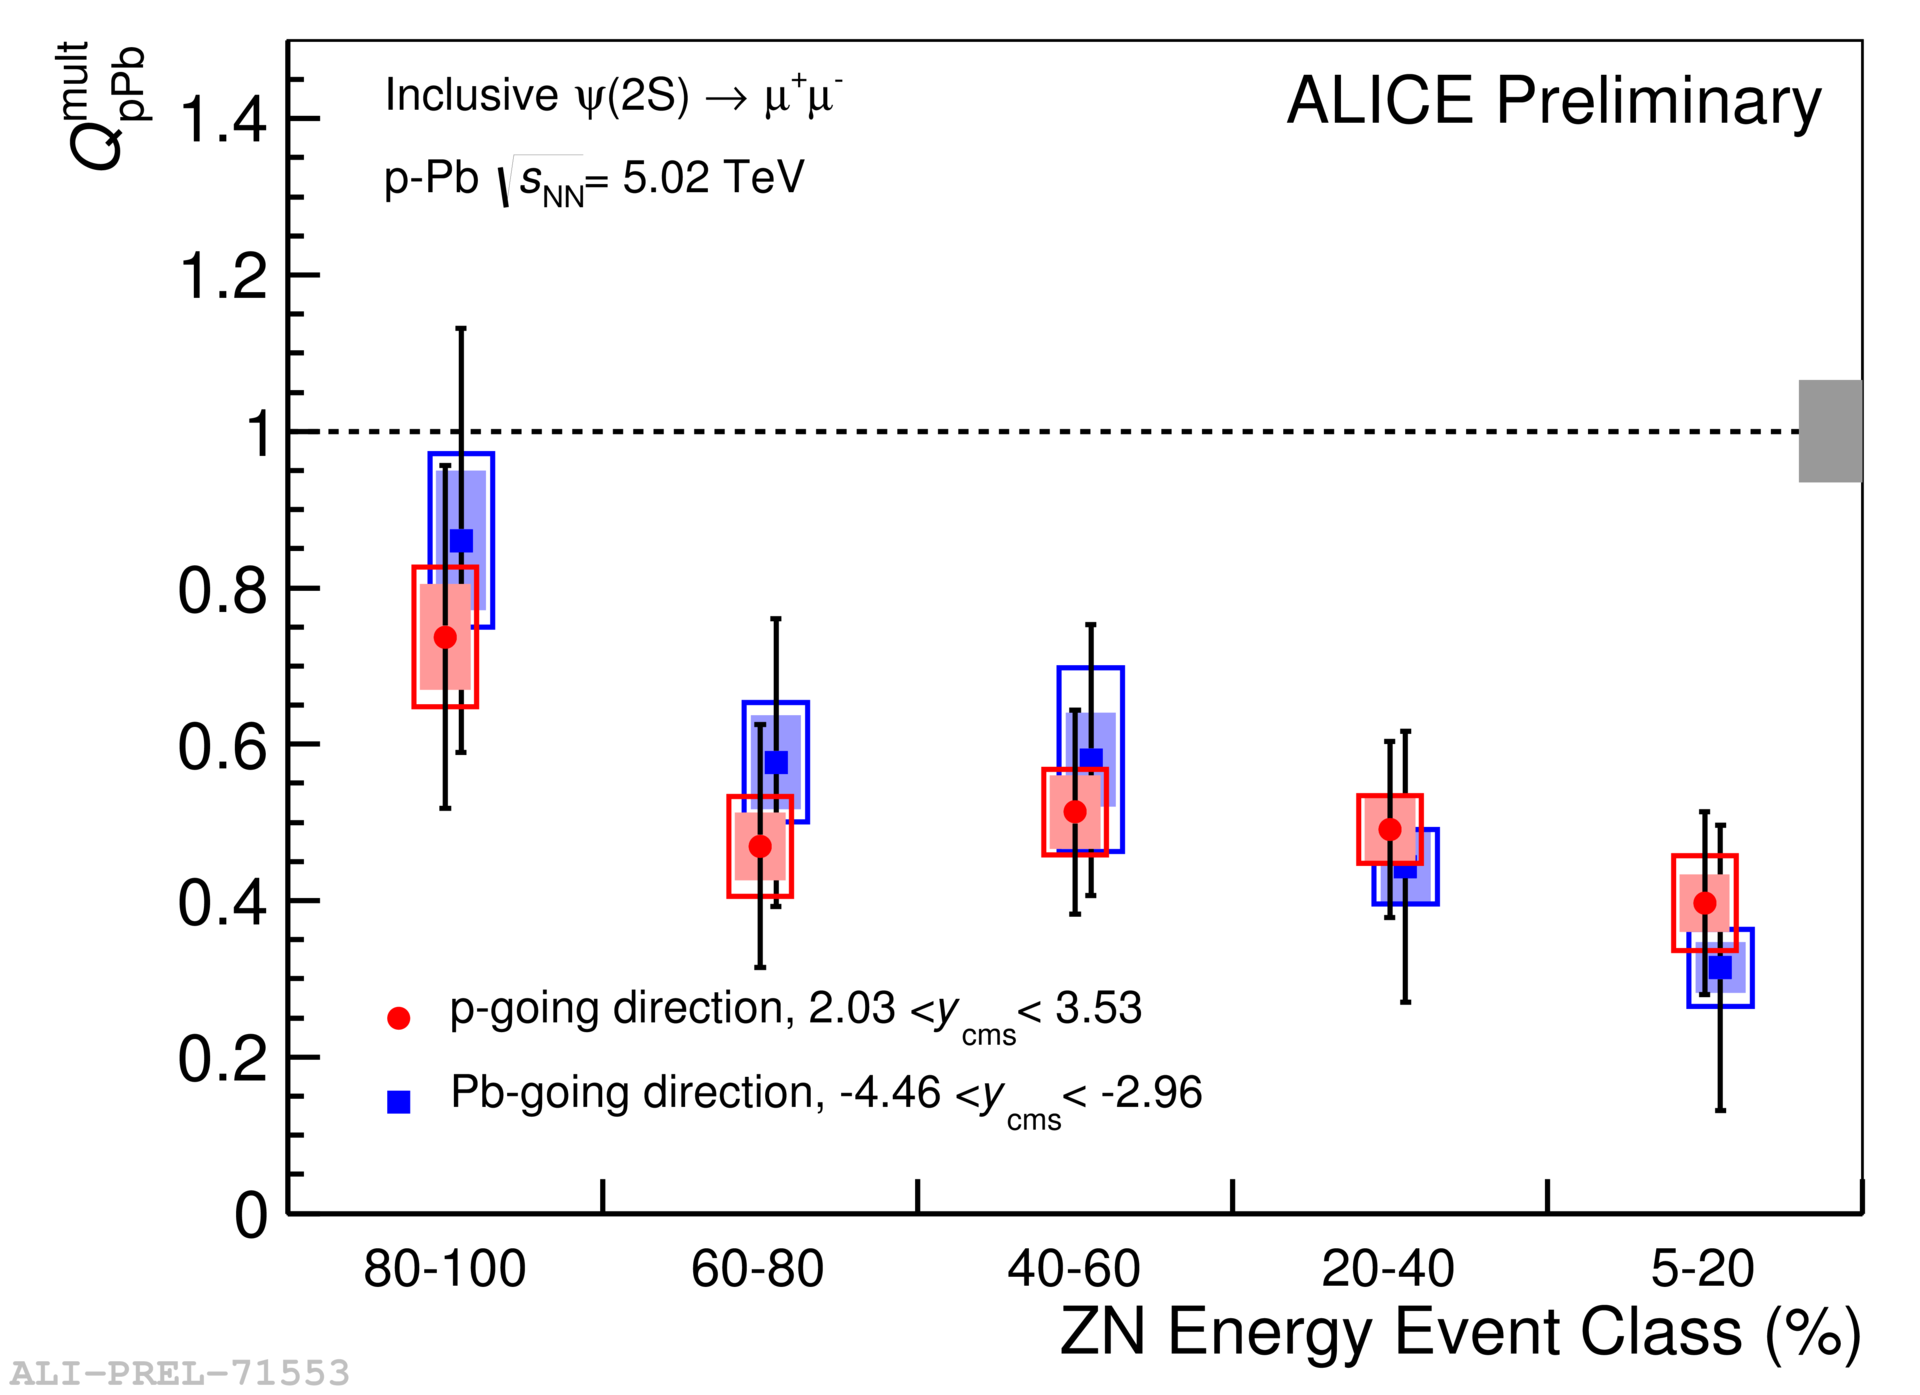 Q^mult_pPb
1.4
1.2
1
0.8
0.6
0.4
0.2
0
Inclusive ψ(2S) → μ⁺μ⁻
p-Pb √s_NN= 5.02 TeV
ALICE Preliminary
p-going direction, 2.03 <y_cms< 3.53
Pb-going direction, -4.46 <y_cms< -2.96
80-100 60-80 40-60 20-40 5-20
ZN Energy Event Class (%)
ALI-PREL-71553